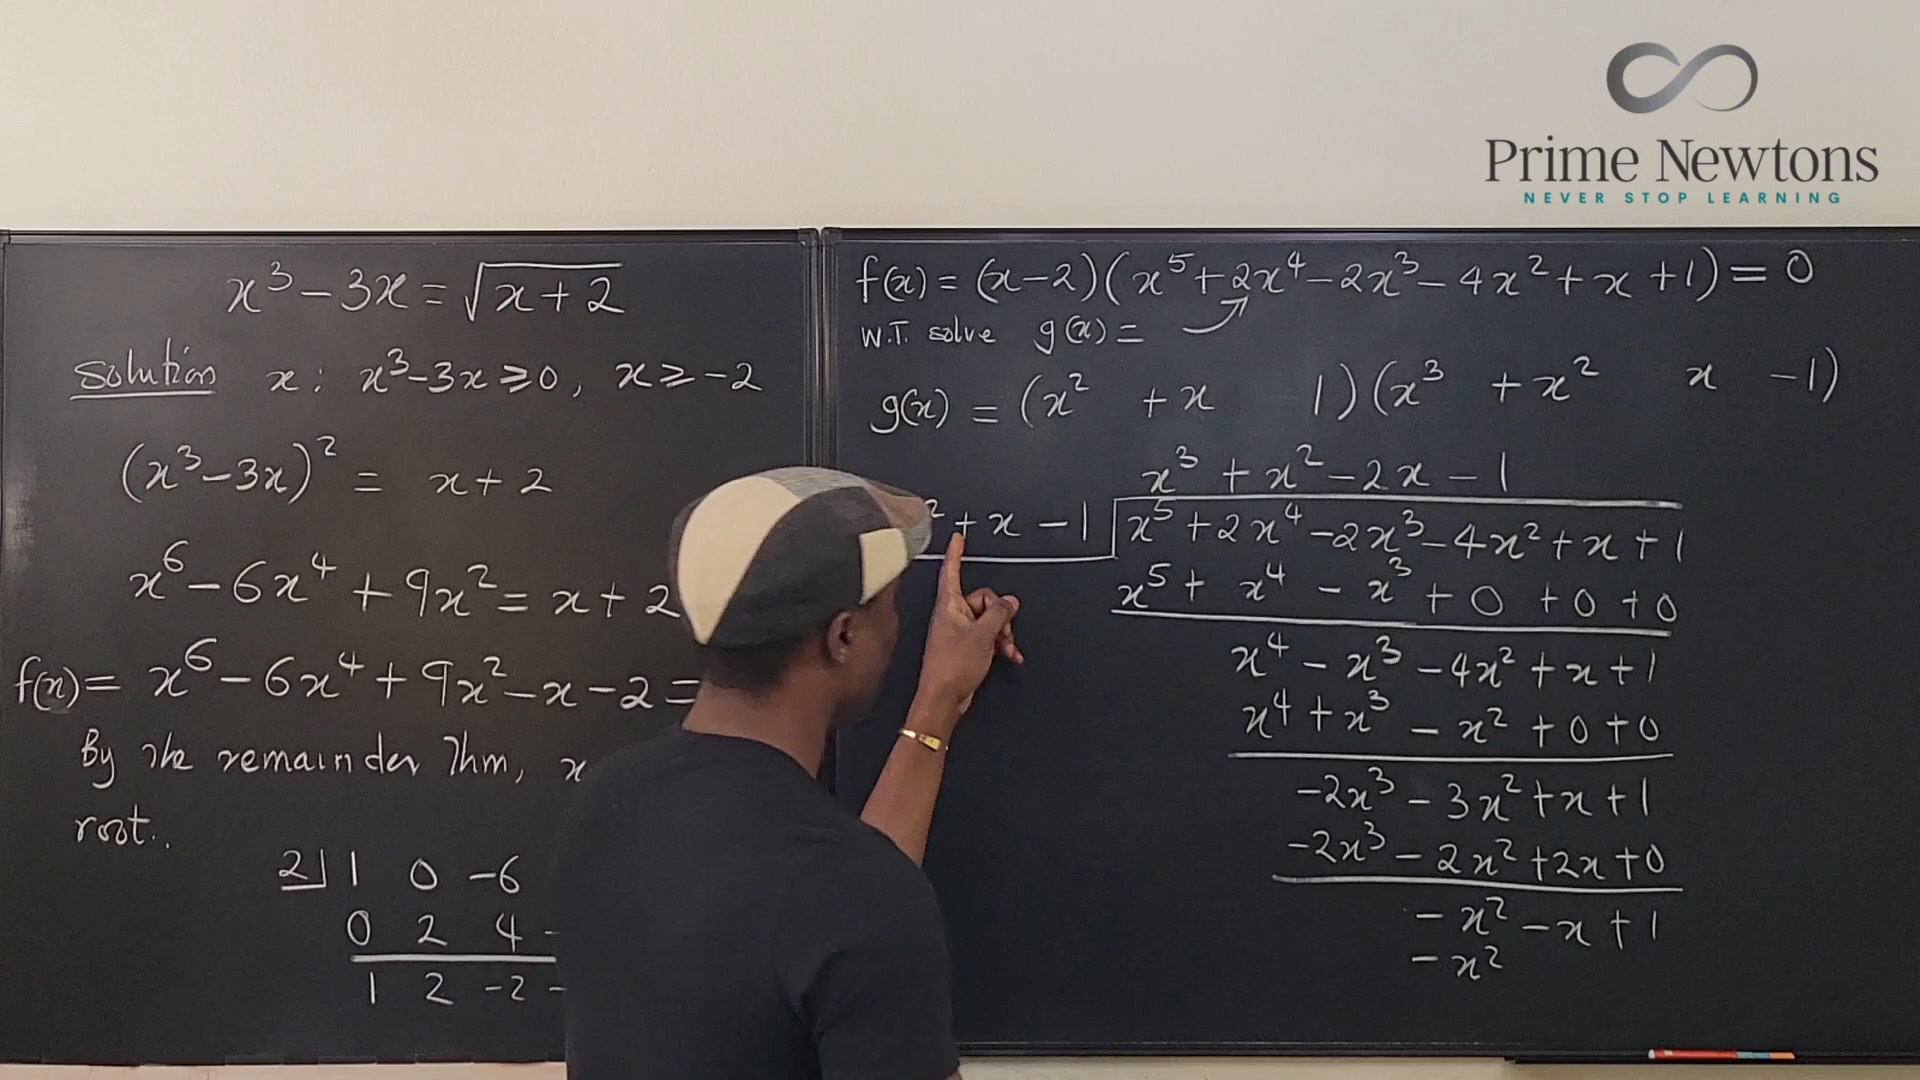 Prime Newtons
NEVER STOP LEARNING
x³ − 3x = √(x + 2)
Solution x : x³−3x ⩾ 0, x ⩾ −2
(x³−3x)² = x + 2
x⁶ − 6x⁴ + 9x² = x + 2
f(x) = x⁶ − 6x⁴ + 9x² − x − 2 =
By the remainder Thm, x
root.
2 1 0 −6
0 2 4 -
1 2 −2 -
f(x) = (x−2)(x⁵ + 2x⁴ − 2x³ − 4x² + x + 1) = 0
W.T. solve g(x) =
g(x) = (x² + x 1)(x³ + x² x −1)
x³ + x² − 2x − 1
² + x − 1 x⁵ + 2x⁴ − 2x³ − 4x² + x + 1
x⁵ + x⁴ − x³ + 0 + 0 + 0
x⁴ − x³ − 4x² + x + 1
x⁴ + x³ − x² + 0 + 0
−2x³ − 3x² + x + 1
−2x³ − 2x² + 2x + 0
− x² − x + 1
− x²